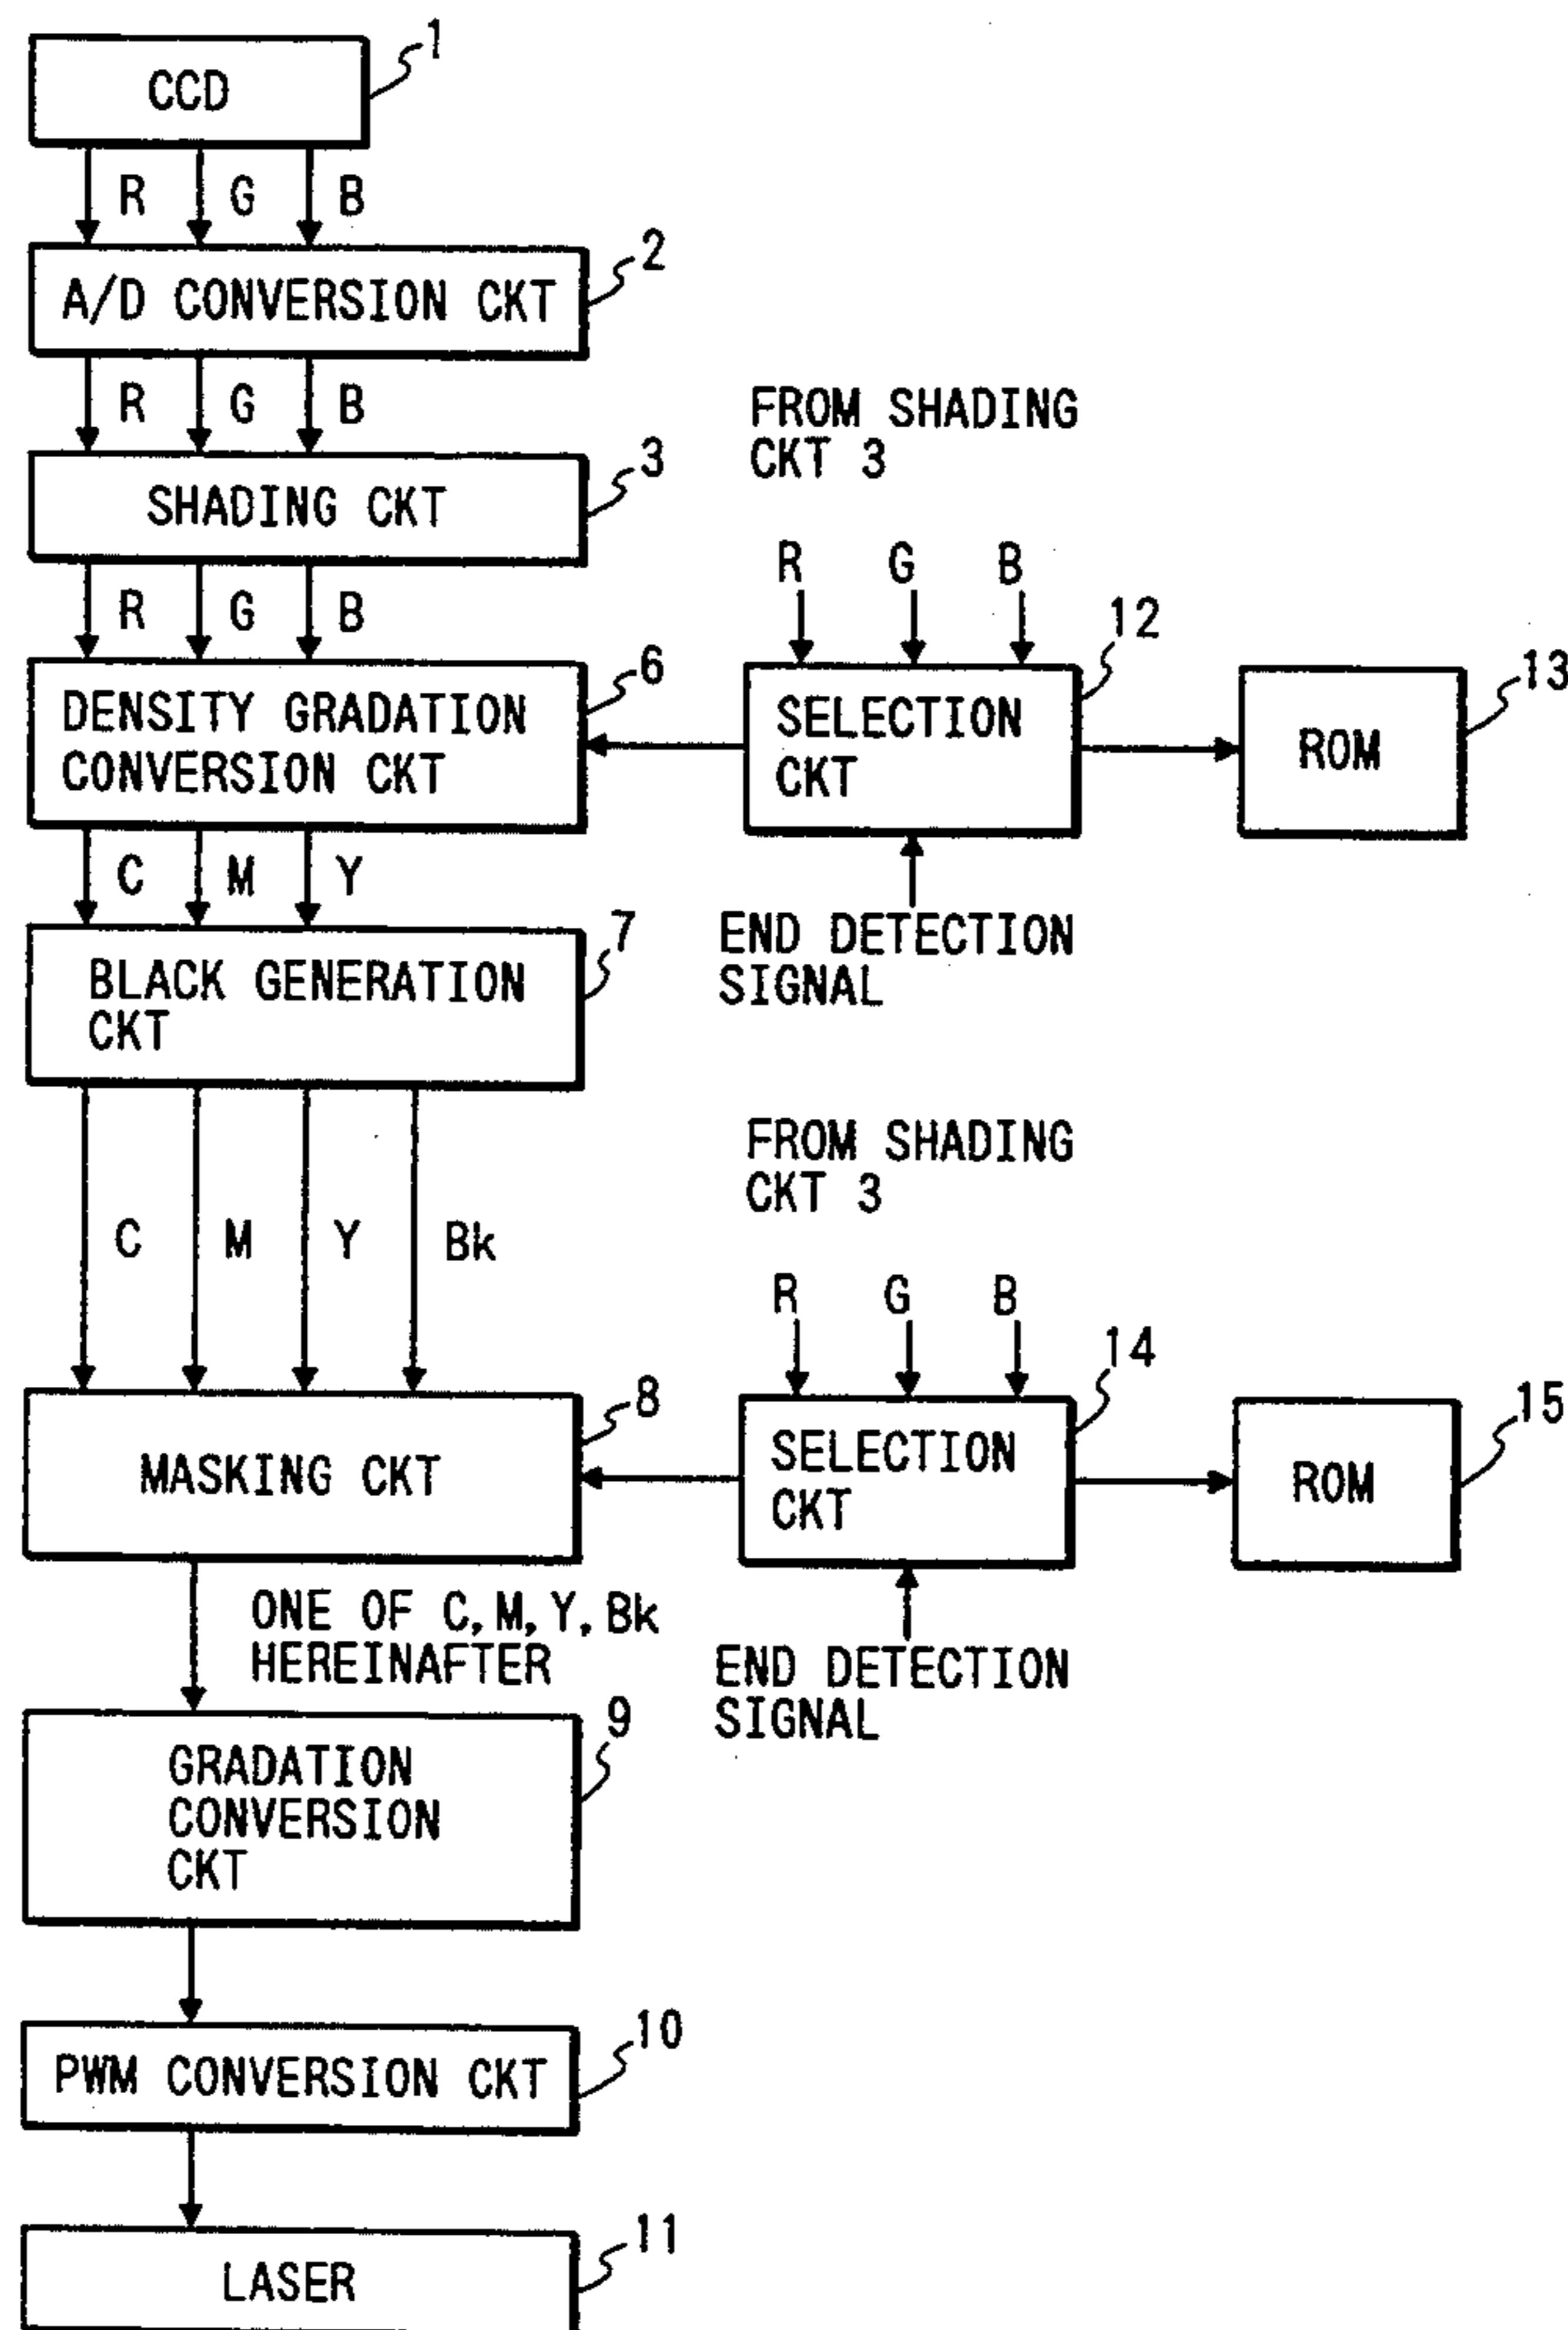 1
CCD
R G B
2
A/D CONVERSION CKT
R G B
3
SHADING CKT
R G B
FROM SHADING
CKT 3
R G B
6
DENSITY GRADATION
CONVERSION CKT
12
SELECTION
CKT
13
ROM
END DETECTION
SIGNAL
C M Y
7
BLACK GENERATION
CKT
C M Y Bk
FROM SHADING
CKT 3
R G B
8
MASKING CKT
14
SELECTION
CKT
15
ROM
END DETECTION
SIGNAL
ONE OF C, M, Y, Bk
HEREINAFTER
9
GRADATION
CONVERSION
CKT
10
PWM CONVERSION CKT
11
LASER